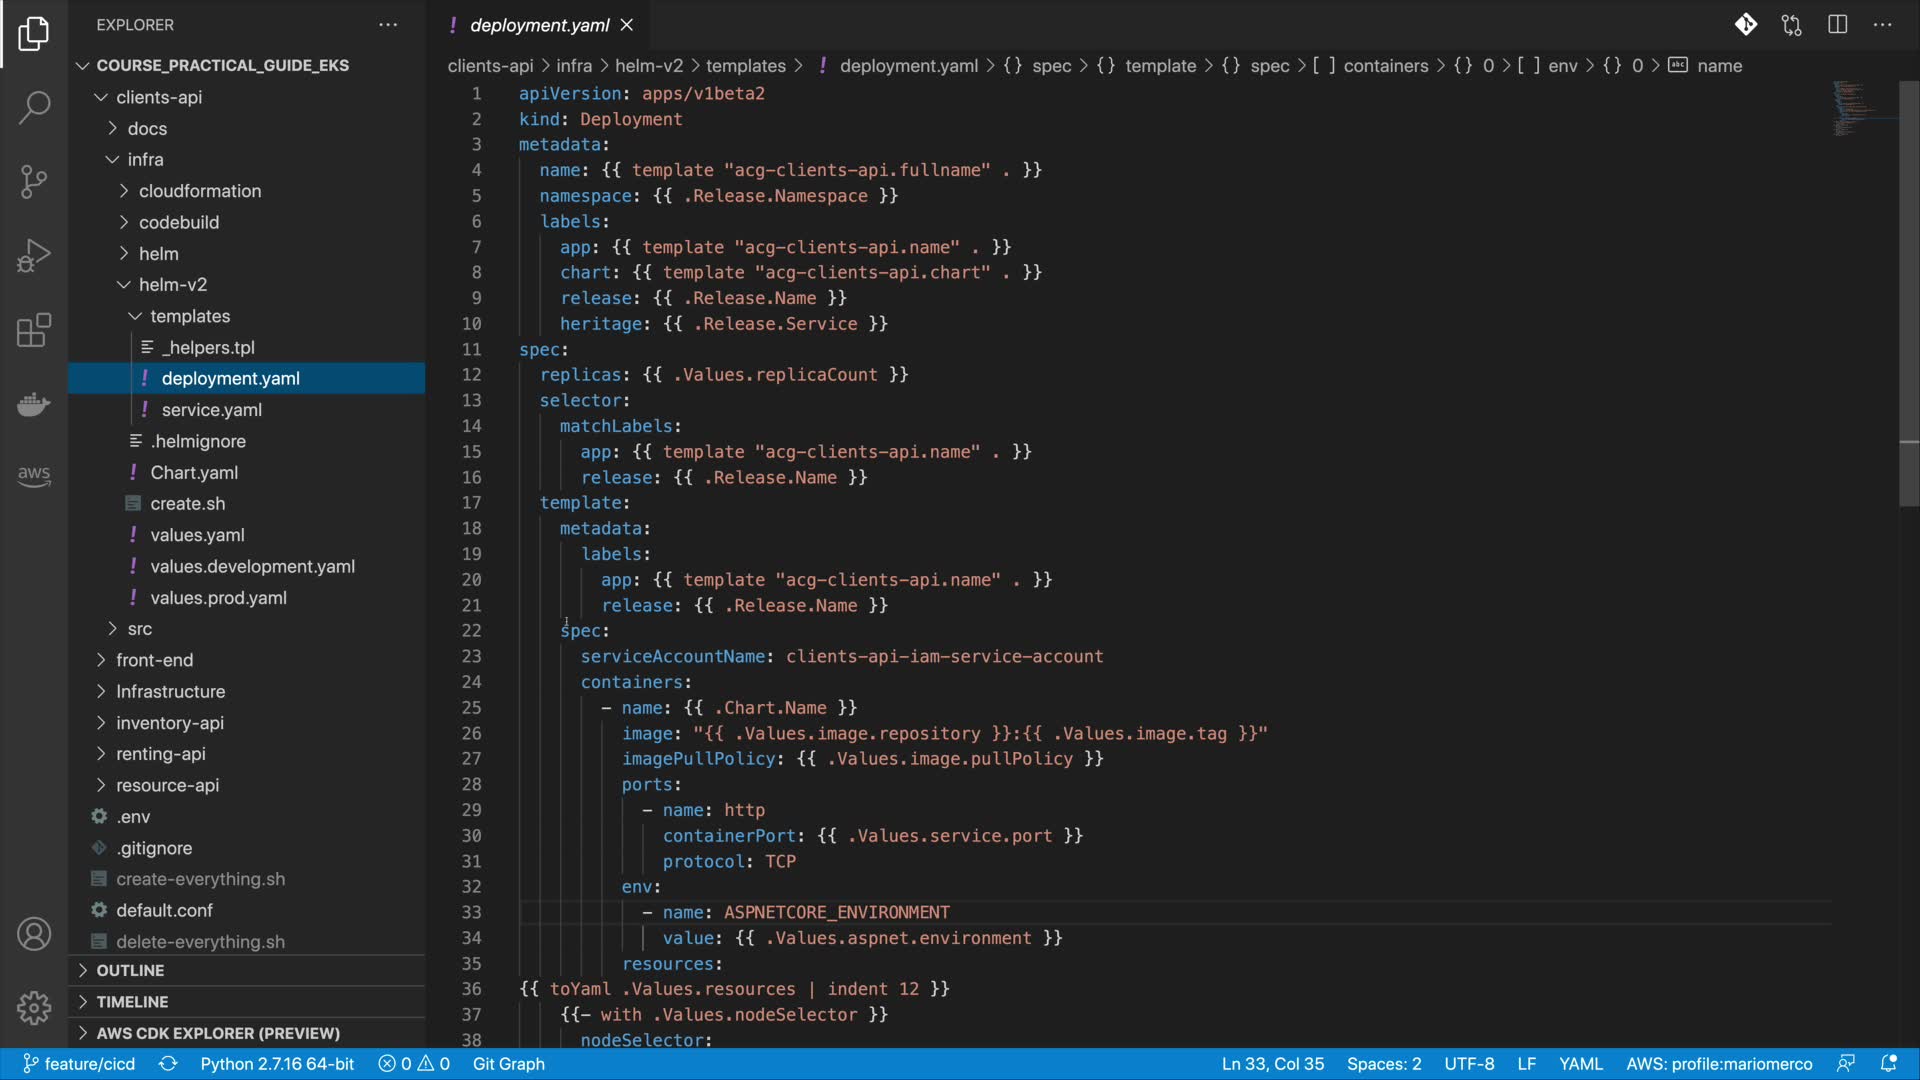 EXPLORER
COURSE_PRACTICAL_GUIDE_EKS
clients-api
docs
infra
cloudformation
codebuild
helm
helm-v2
templates
_helpers.tpl
deployment.yaml
service.yaml
.helmignore
Chart.yaml
create.sh
values.yaml
values.development.yaml
values.prod.yaml
src
front-end
Infrastructure
inventory-api
renting-api
resource-api
.env
.gitignore
create-everything.sh
default.conf
delete-everything.sh
OUTLINE
TIMELINE
AWS CDK EXPLORER (PREVIEW)
aws
! deployment.yaml
clients-api > infra > helm-v2 > templates > ! deployment.yaml > {} spec > {} template > {} spec > [ ] containers > {} 0 > [ ] env > {} 0 > abc name
1 apiVersion: apps/v1beta2
2 kind: Deployment
3 metadata:
4 name: {{ template "acg-clients-api.fullname" . }}
5 namespace: {{ .Release.Namespace }}
6 labels:
7 app: {{ template "acg-clients-api.name" . }}
8 chart: {{ template "acg-clients-api.chart" . }}
9 release: {{ .Release.Name }}
10 heritage: {{ .Release.Service }}
11 spec:
12 replicas: {{ .Values.replicaCount }}
13 selector:
14 matchLabels:
15 app: {{ template "acg-clients-api.name" . }}
16 release: {{ .Release.Name }}
17 template:
18 metadata:
19 labels:
20 app: {{ template "acg-clients-api.name" . }}
21 release: {{ .Release.Name }}
22 spec:
23 serviceAccountName: clients-api-iam-service-account
24 containers:
25 - name: {{ .Chart.Name }}
26 image: "{{ .Values.image.repository }}:{{ .Values.image.tag }}"
27 imagePullPolicy: {{ .Values.image.pullPolicy }}
28 ports:
29 - name: http
30 containerPort: {{ .Values.service.port }}
31 protocol: TCP
32 env:
33 - name: ASPNETCORE_ENVIRONMENT
34 value: {{ .Values.aspnet.environment }}
35 resources:
36 {{ toYaml .Values.resources | indent 12 }}
37 {{- with .Values.nodeSelector }}
38 nodeSelector:
feature/cicd Python 2.7.16 64-bit 0 0 Git Graph Ln 33, Col 35 Spaces: 2 UTF-8 LF YAML AWS: profile:mariomerco